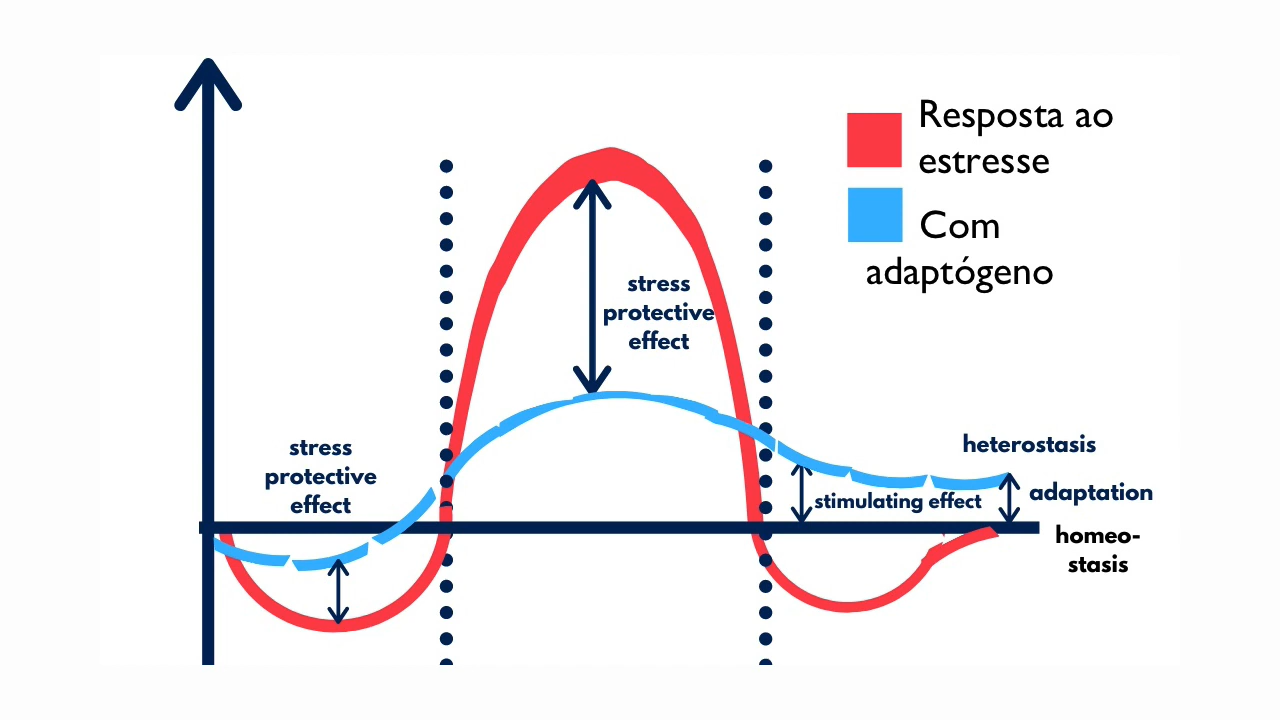 Resposta ao
estresse
Com
adaptógeno
stress
protective
effect
stress
protective
effect
heterostasis
stimulating effect
adaptation
homeo-
stasis